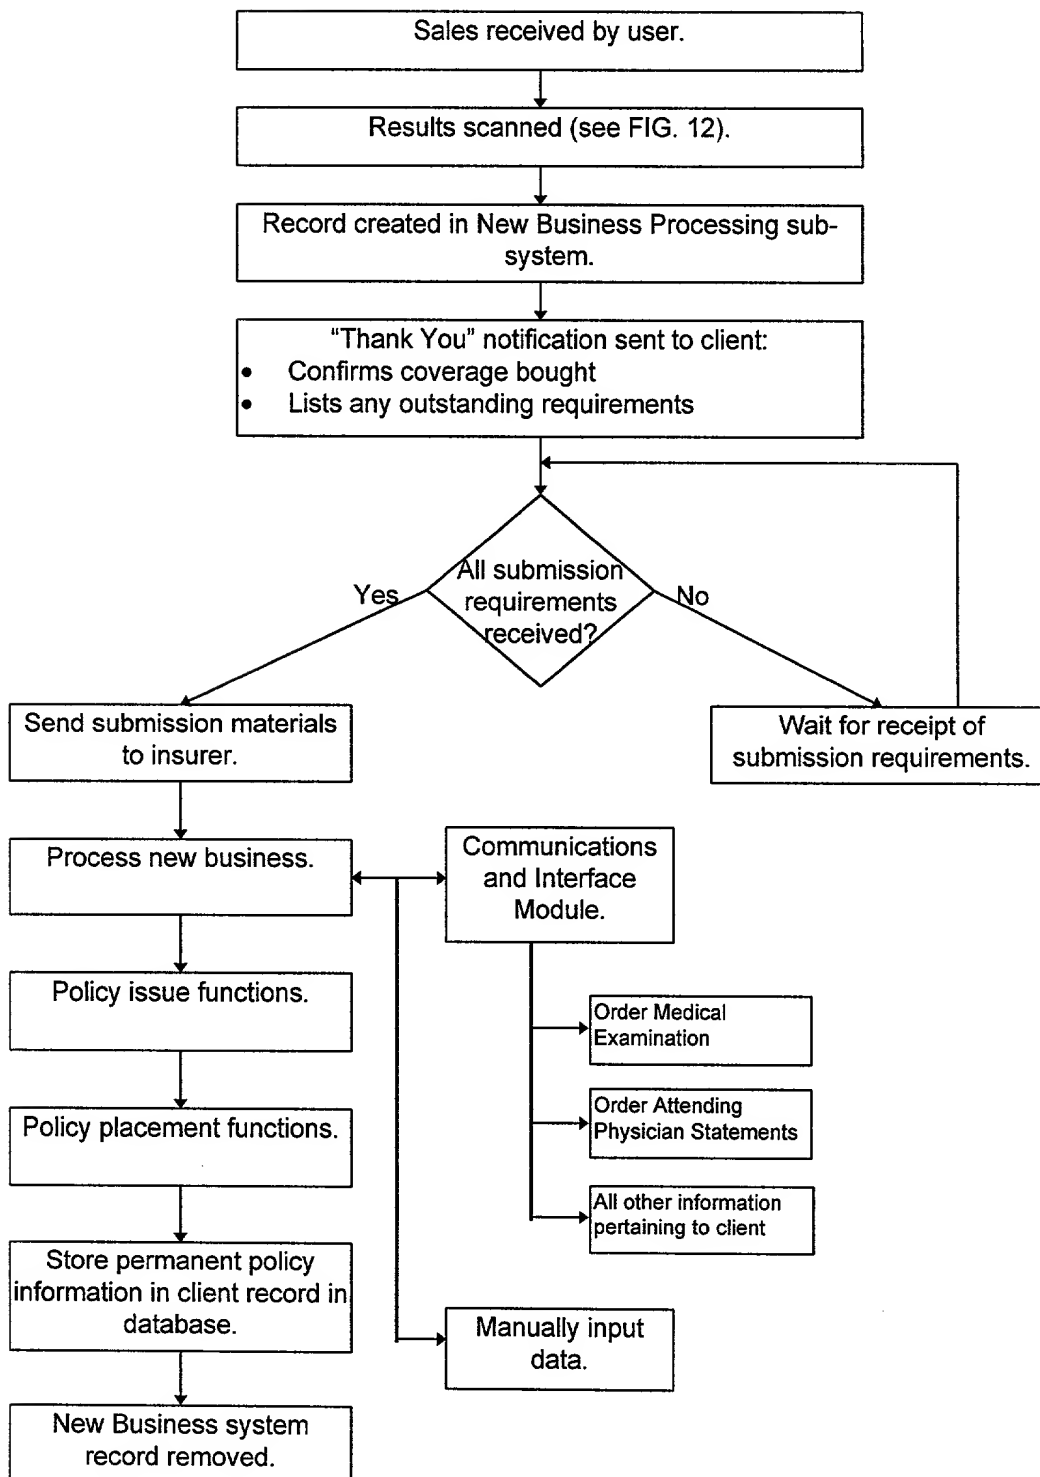 Sales received by user.
Results scanned (see FIG. 12).
Record created in New Business Processing sub-
system.
“Thank You” notification sent to client:
• Confirms coverage bought
• Lists any outstanding requirements
All submission
requirements
received?
Yes
No
Send submission materials
to insurer.
Wait for receipt of
submission requirements.
Process new business.
Communications
and Interface
Module.
Policy issue functions.
Order Medical
Examination
Policy placement functions.
Order Attending
Physician Statements
All other information
pertaining to client
Store permanent policy
information in client record in
database.
Manually input
data.
New Business system
record removed.